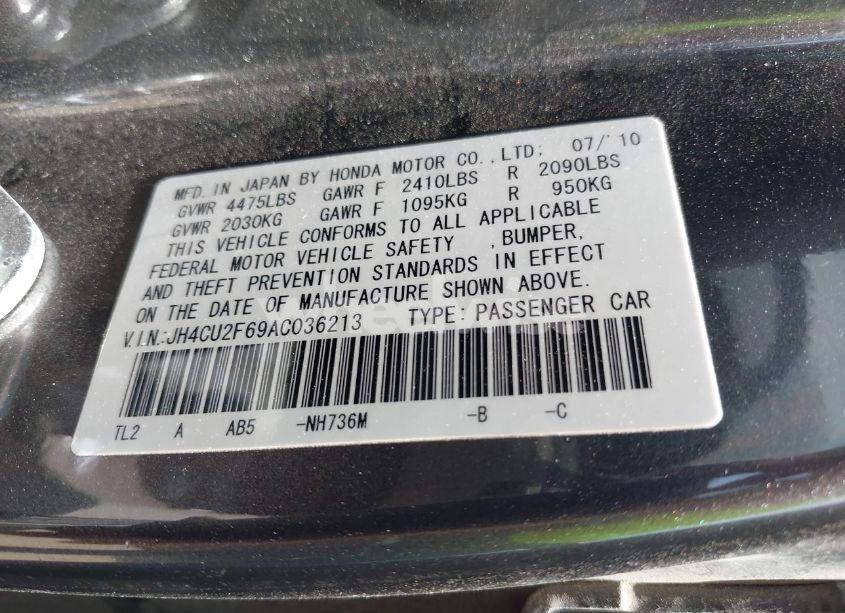 MFD. IN JAPAN BY HONDA MOTOR CO., LTD: 07/'10
GVWR 4475LBS GAWR F 2410LBS R 2090LBS
GVWR 2030KG GAWR F 1095KG R 950KG
THIS VEHICLE CONFORMS TO ALL APPLICABLE
FEDERAL MOTOR VEHICLE SAFETY , BUMPER,
AND THEFT PREVENTION STANDARDS IN EFFECT
ON THE DATE OF MANUFACTURE SHOWN ABOVE.
V.I.N.:JH4CU2F69AC036213 TYPE: PASSENGER CAR
TL2 A AB5 -NH736M -B -C